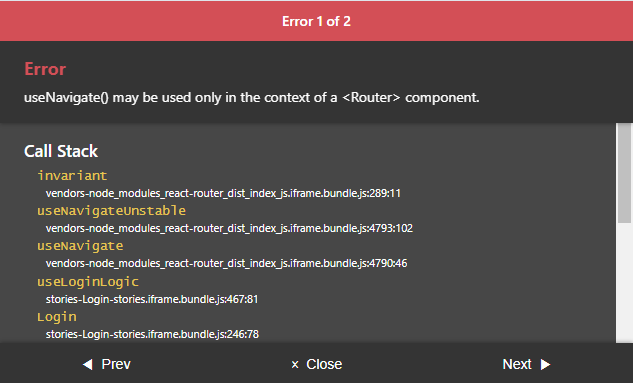 Error 1 of 2
Error
useNavigate() may be used only in the context of a <Router> component.
Call Stack
invariant
vendors-node_modules_react-router_dist_index_js.iframe.bundle.js:289:11
useNavigateUnstable
vendors-node_modules_react-router_dist_index_js.iframe.bundle.js:4793:102
useNavigate
vendors-node_modules_react-router_dist_index_js.iframe.bundle.js:4790:46
useLoginLogic
stories-Login-stories.iframe.bundle.js:467:81
Login
stories-Login-stories.iframe.bundle.js:246:78
◀ Prev × Close Next ▶